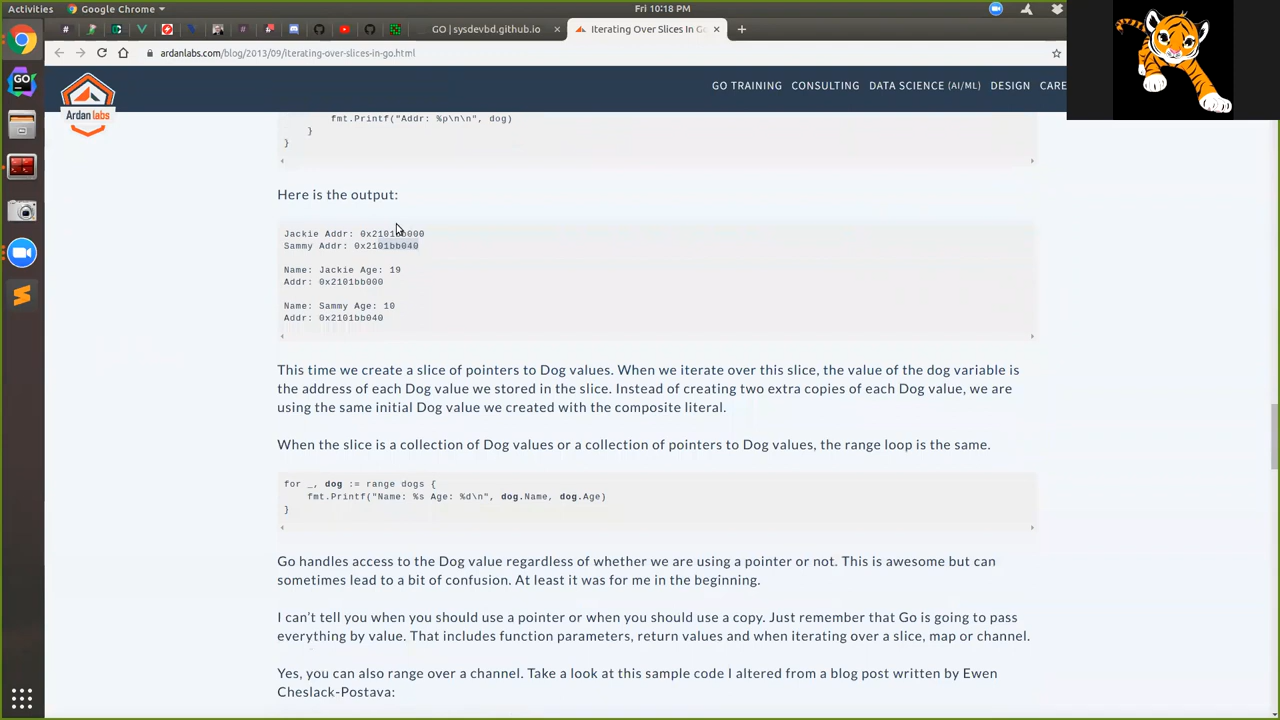 Activities
Google Chrome
Fri 10:18 PM
GO | sysdevbd.github.io
Iterating Over Slices In Go
ardanlabs.com/blog/2013/09/iterating-over-slices-in-go.html
Ardan labs
GO TRAINING CONSULTING DATA SCIENCE (AI/ML) DESIGN CARE
fmt.Printf("Addr: %p\n\n", dog)
}
}
Here is the output:
Jackie Addr: 0x2101bb000
Sammy Addr: 0x2101bb040
Name: Jackie Age: 19
Addr: 0x2101bb000
Name: Sammy Age: 10
Addr: 0x2101bb040
This time we create a slice of pointers to Dog values. When we iterate over this slice, the value of the dog variable is
the address of each Dog value we stored in the slice. Instead of creating two extra copies of each Dog value, we are
using the same initial Dog value we created with the composite literal.
When the slice is a collection of Dog values or a collection of pointers to Dog values, the range loop is the same.
for _, dog := range dogs {
fmt.Printf("Name: %s Age: %d\n", dog.Name, dog.Age)
}
Go handles access to the Dog value regardless of whether we are using a pointer or not. This is awesome but can
sometimes lead to a bit of confusion. At least it was for me in the beginning.
I can't tell you when you should use a pointer or when you should use a copy. Just remember that Go is going to pass
everything by value. That includes function parameters, return values and when iterating over a slice, map or channel.
Yes, you can also range over a channel. Take a look at this sample code I altered from a blog post written by Ewen
Cheslack-Postava: